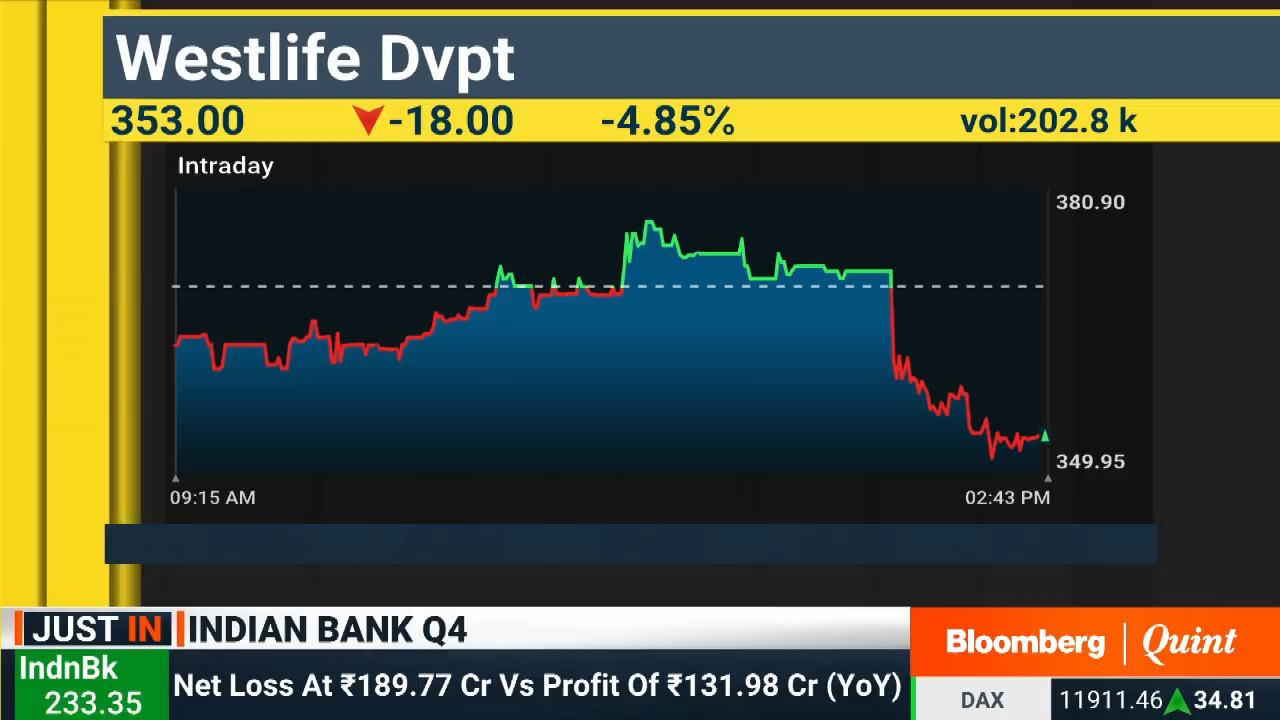 Westlife Dvpt
353.00 -18.00 -4.85% vol:202.8 k
Intraday
380.90
349.95
09:15 AM 02:43 PM
JUST IN INDIAN BANK Q4
IndnBk
233.35
Net Loss At ₹189.77 Cr Vs Profit Of ₹131.98 Cr (YoY)
Bloomberg | Quint
DAX 11911.46 34.81